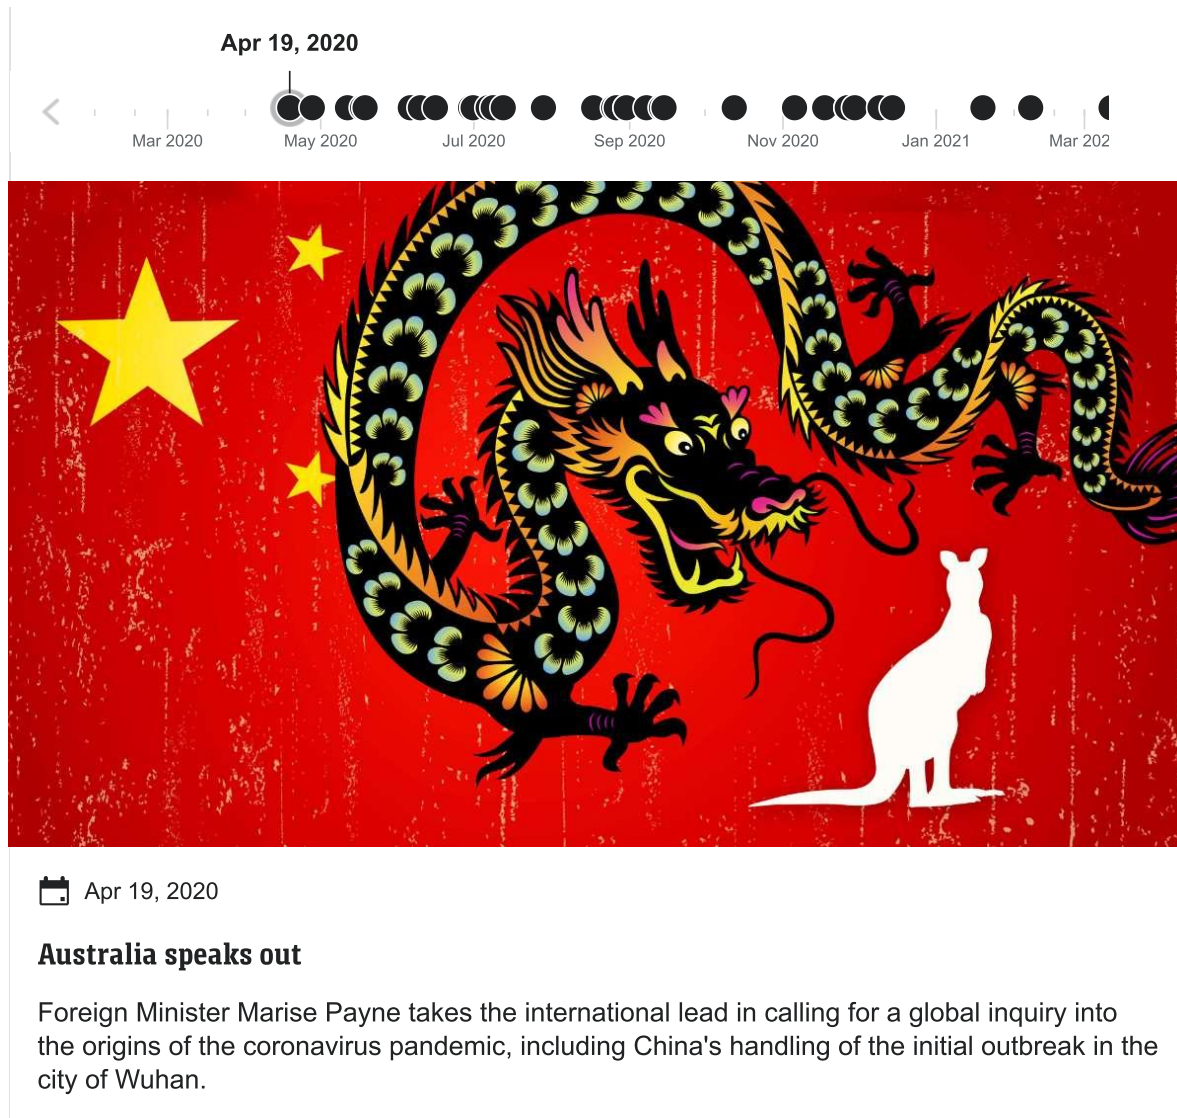 Apr 19, 2020
Mar 2020 May 2020 Jul 2020 Sep 2020 Nov 2020 Jan 2021 Mar 202
Apr 19, 2020
Australia speaks out
Foreign Minister Marise Payne takes the international lead in calling for a global inquiry into
the origins of the coronavirus pandemic, including China's handling of the initial outbreak in the
city of Wuhan.